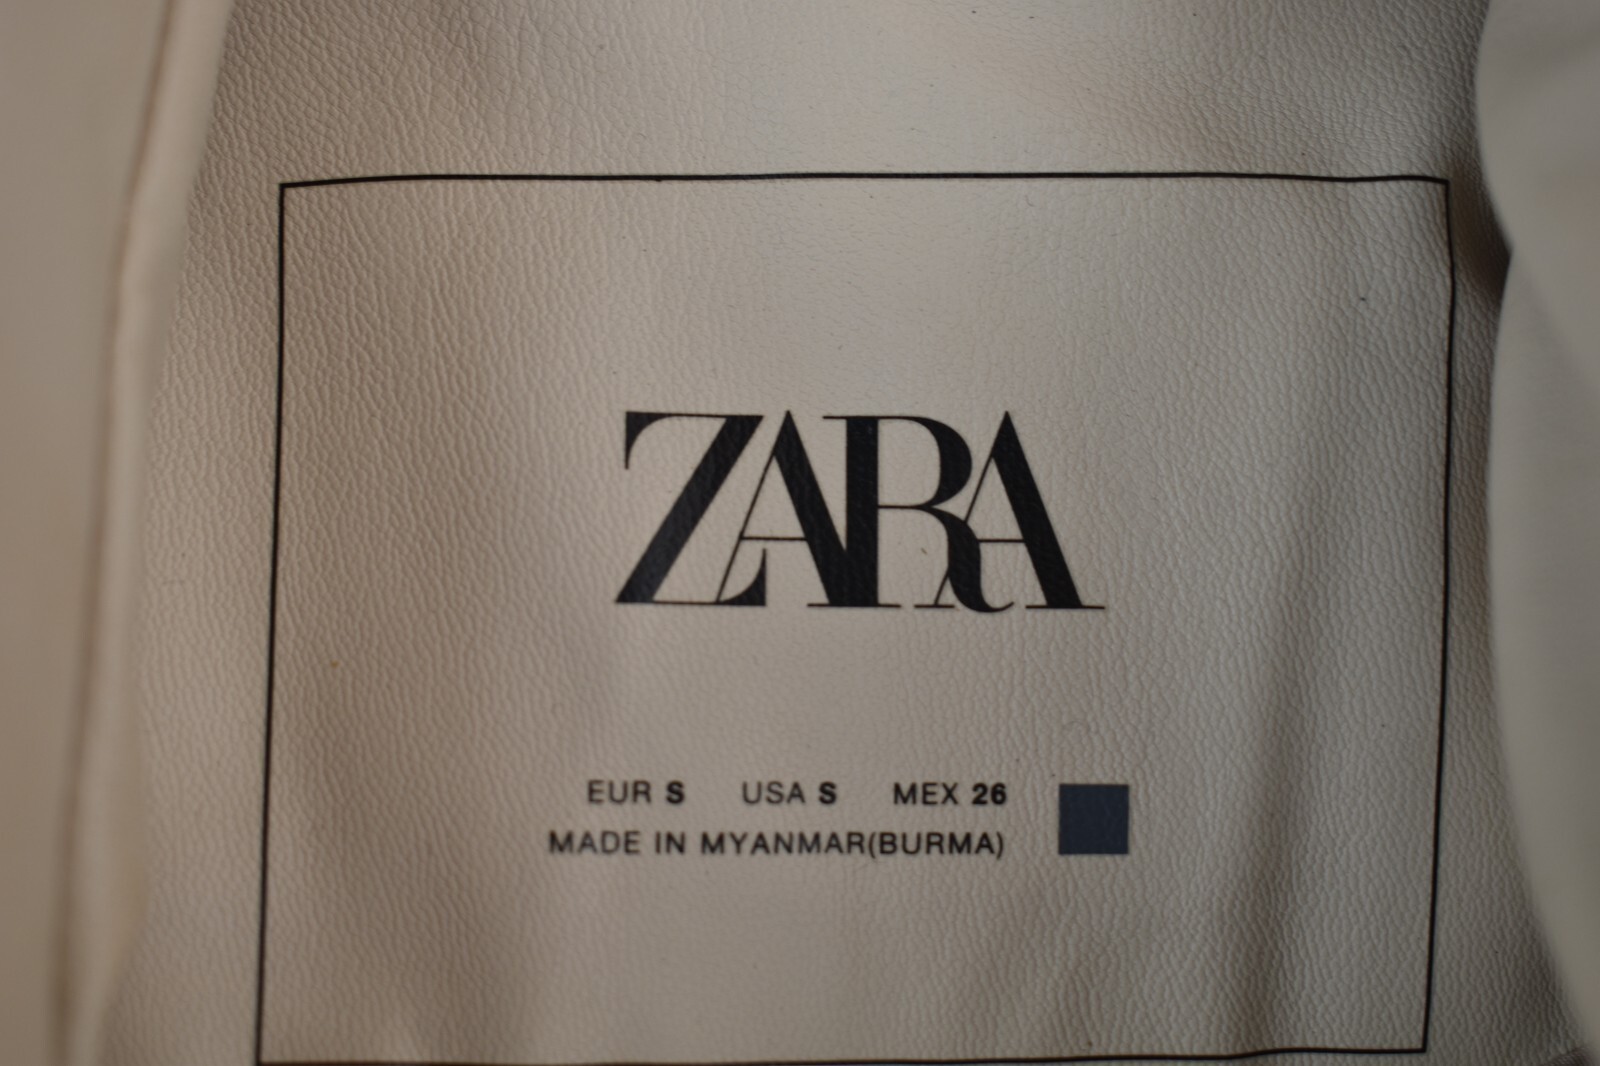 ZARA
EUR S USA S MEX 26
MADE IN MYANMAR(BURMA)